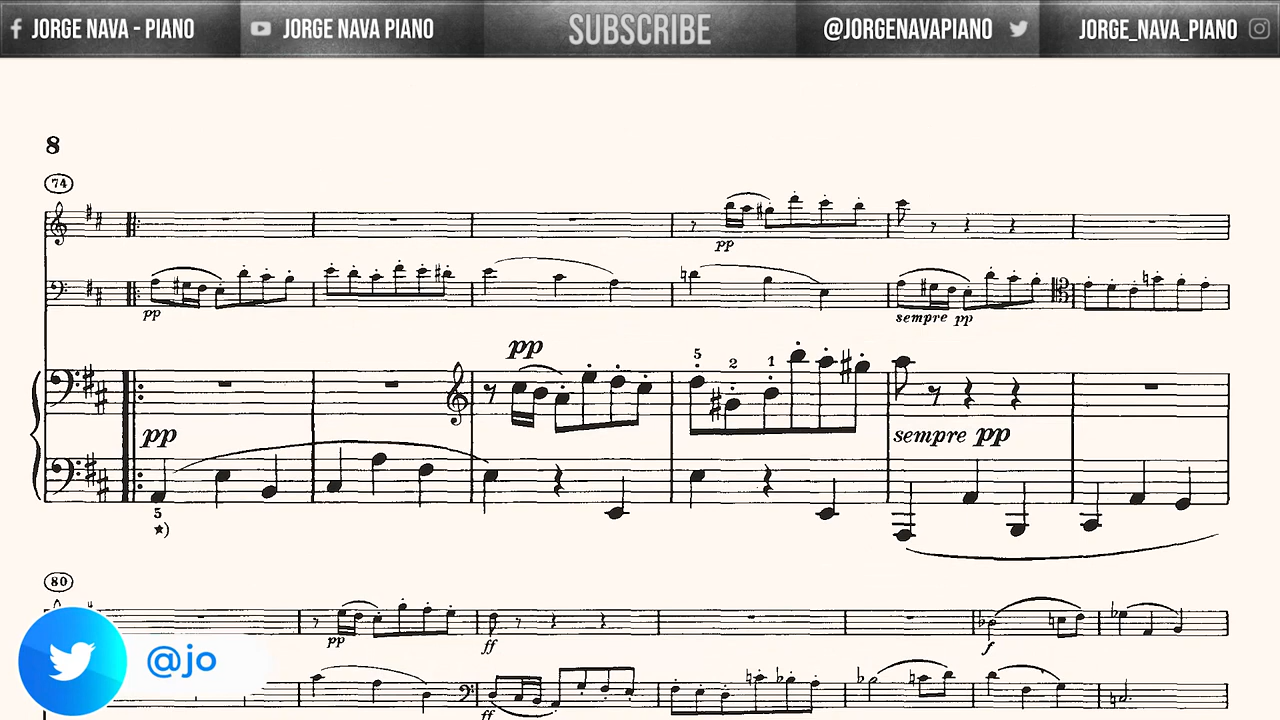 JORGE NAVA - PIANO
JORGE NAVA PIANO
SUBSCRIBE
@JORGENAVAPIANO
JORGE_NAVA_PIANO
8
74
pp
pp
sempre pp
pp
5 2 1
pp
sempre pp
5
★)
80
pp
ff
f
@jo
ff